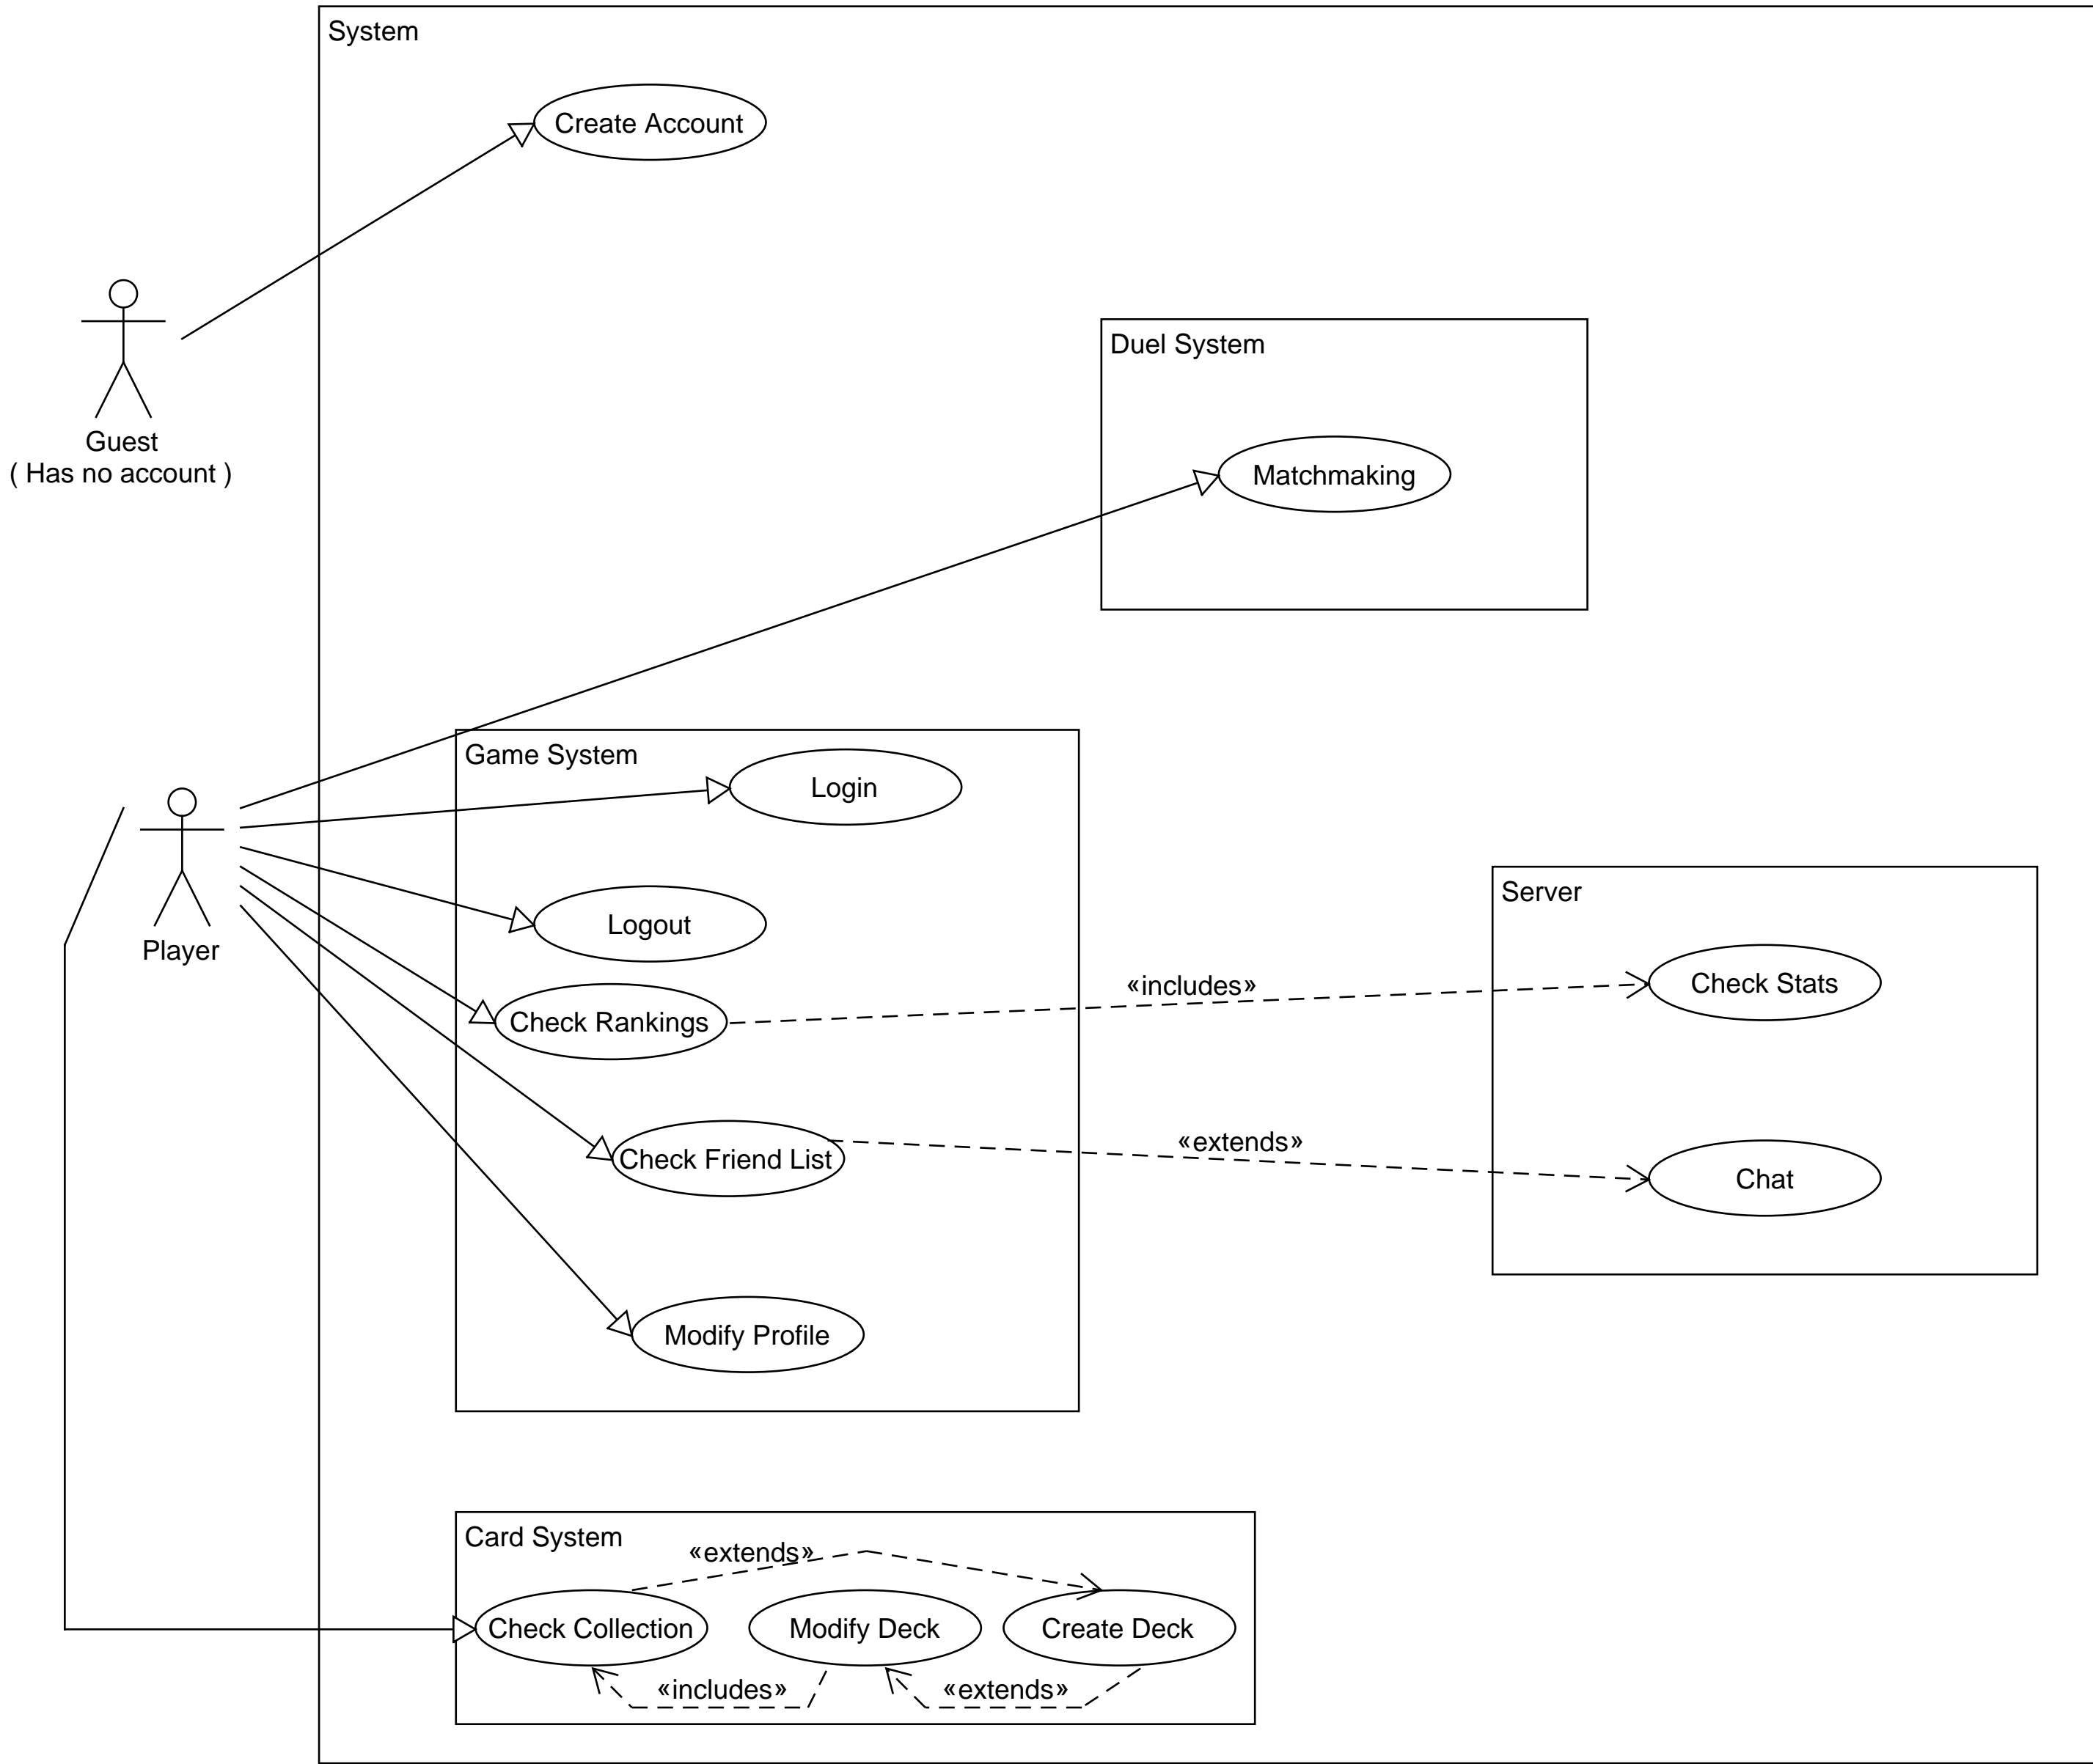 System
Create Account
Guest
( Has no account )
Duel System
Matchmaking
Game System
Login
Player
Logout
Check Rankings
«includes»
Server
Check Stats
Check Friend List
«extends»
Chat
Modify Profile
Card System
«extends»
Check Collection
Modify Deck
Create Deck
«includes»
«extends»